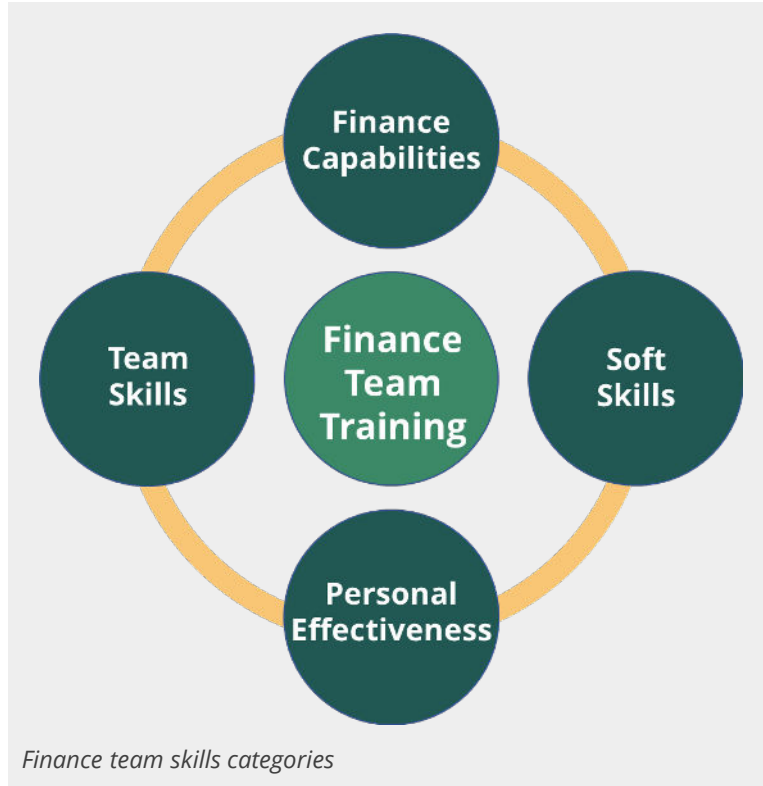 Finance
Capabilities
Team
Skills
Finance
Team
Training
Soft
Skills
Personal
Effectiveness
Finance team skills categories